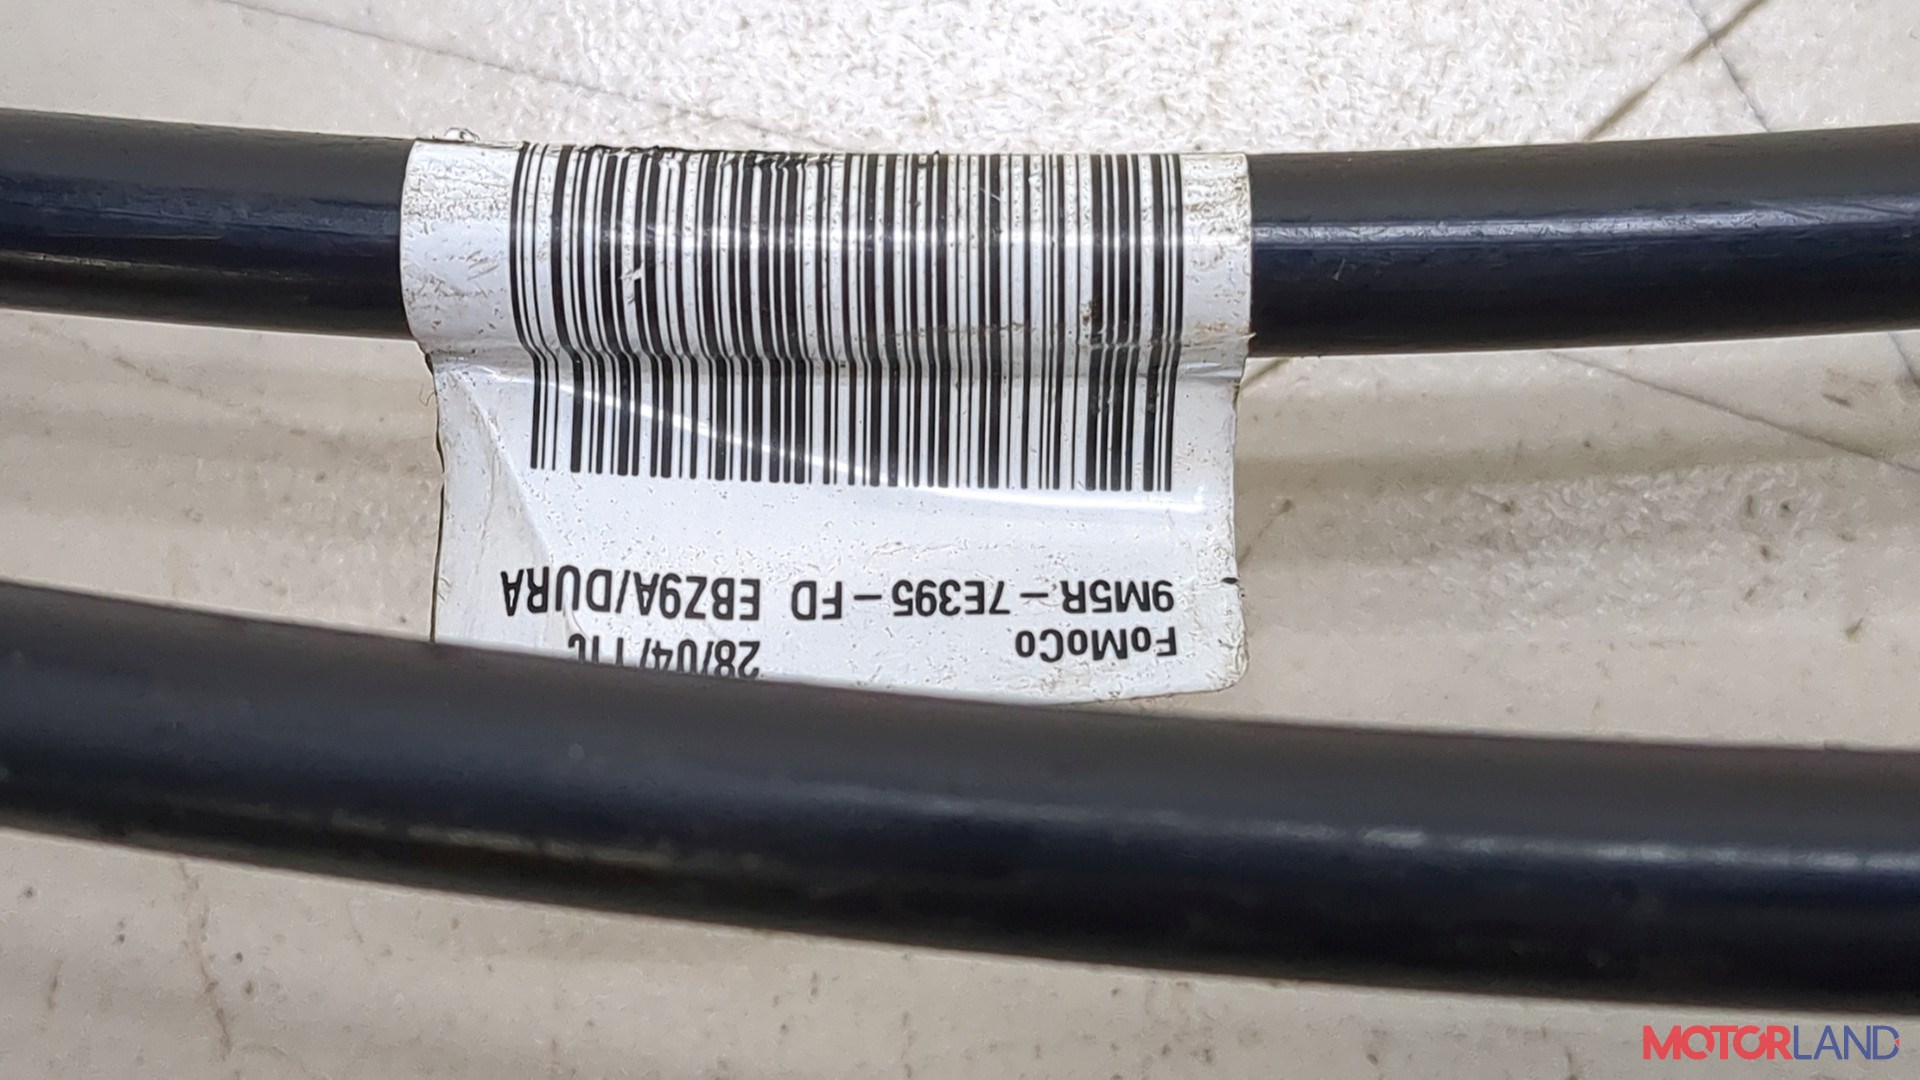 FoMoCo
9M5R-7E395-FD EBZ9A/DURA
MOTORLAND